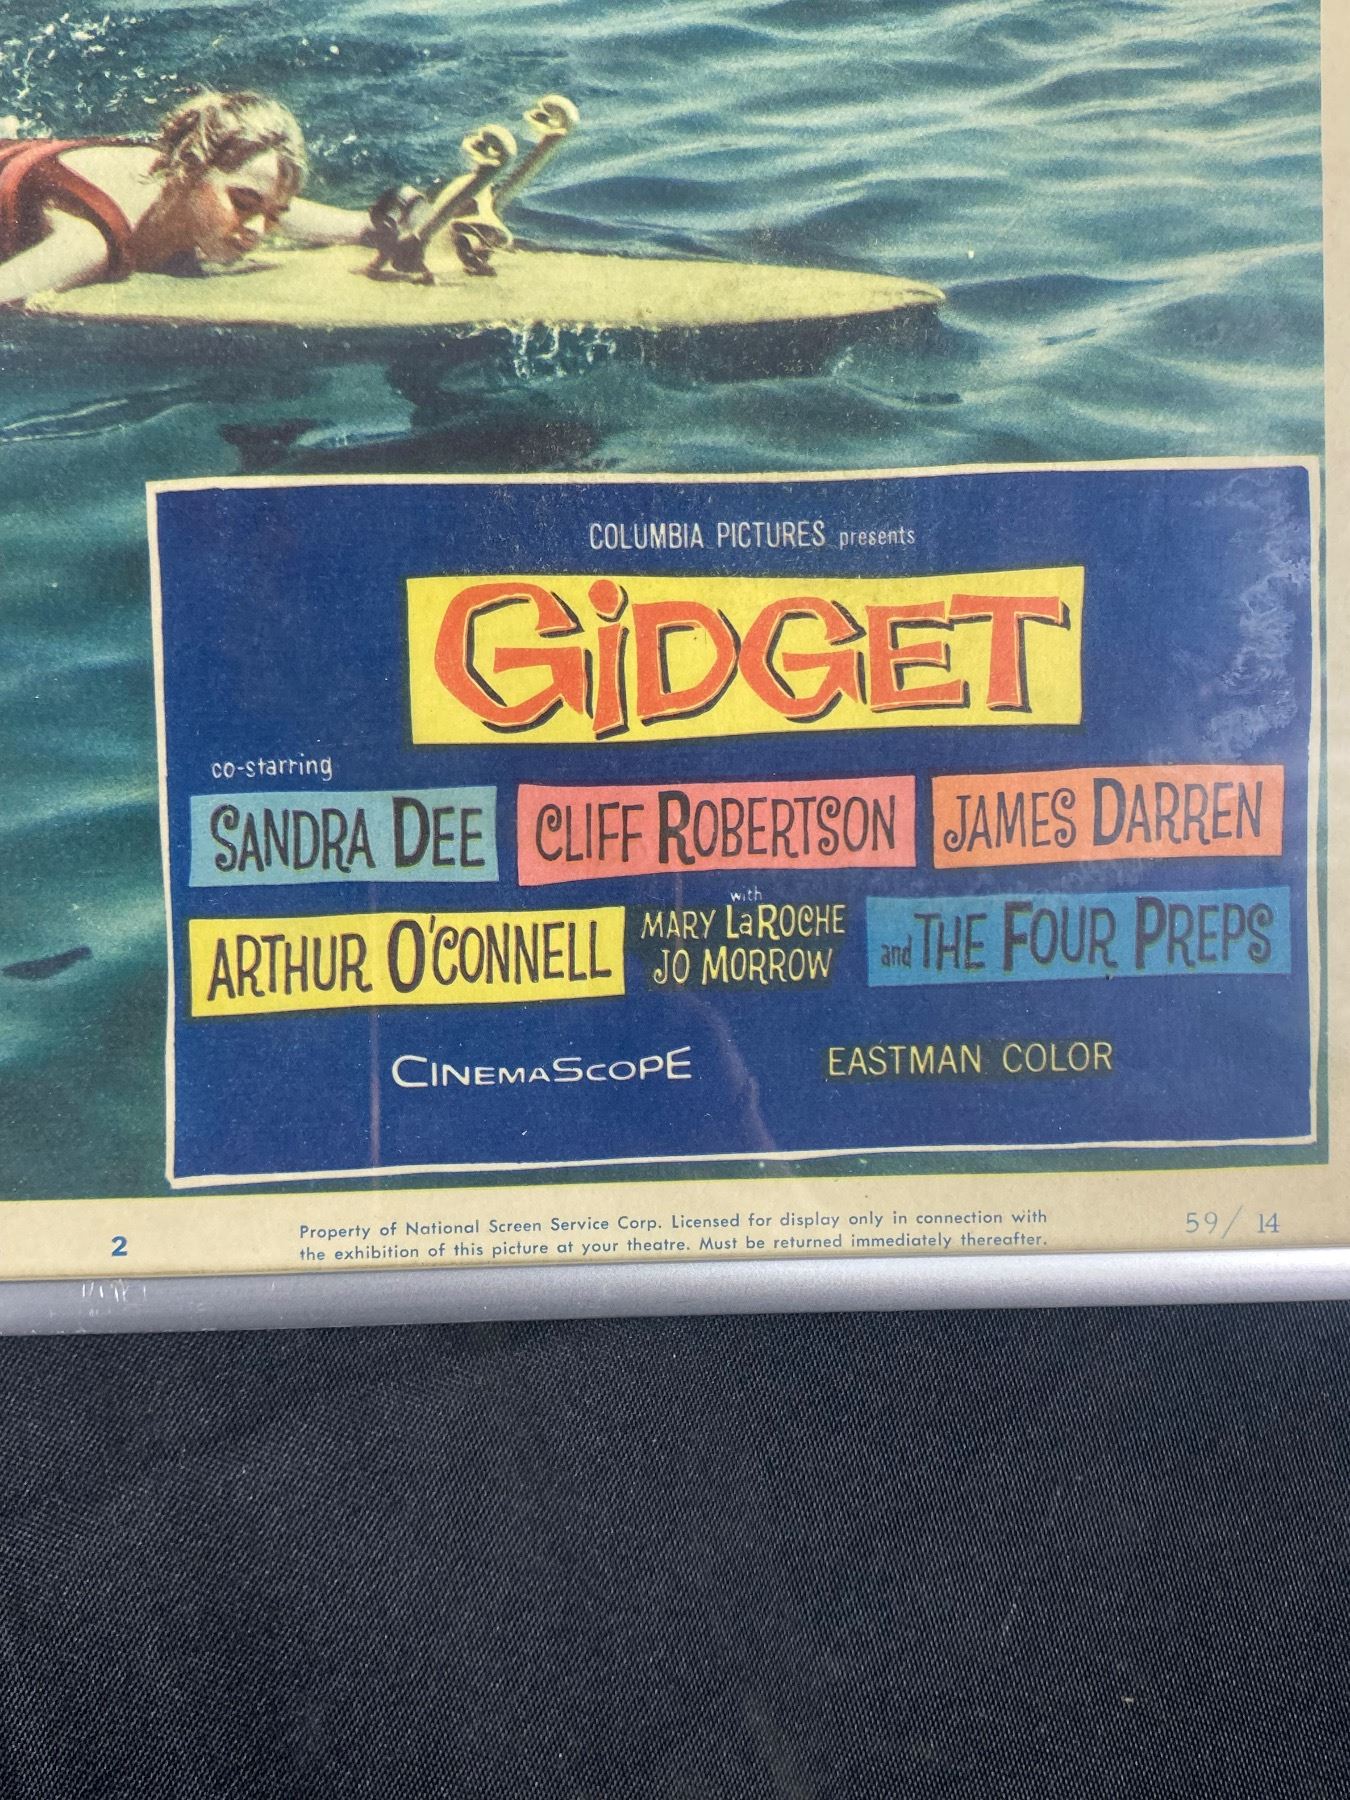 COLUMBIA PICTURES presents
GiDGET
co-starring
SANDRA DEE CLIFF ROBERTSON JAMES DARREN
ARTHUR O'CONNELL with MARY LaROCHE JO MORROW and THE FOUR PREPS
CINEMASCOPE EASTMAN COLOR
2
Property of National Screen Service Corp. Licensed for display only in connection with
the exhibition of this picture at your theatre. Must be returned immediately thereafter.
59/14